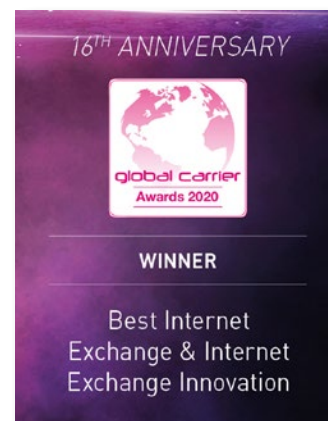 16TH ANNIVERSARY
global carrier
Awards 2020
WINNER
Best Internet
Exchange & Internet
Exchange Innovation